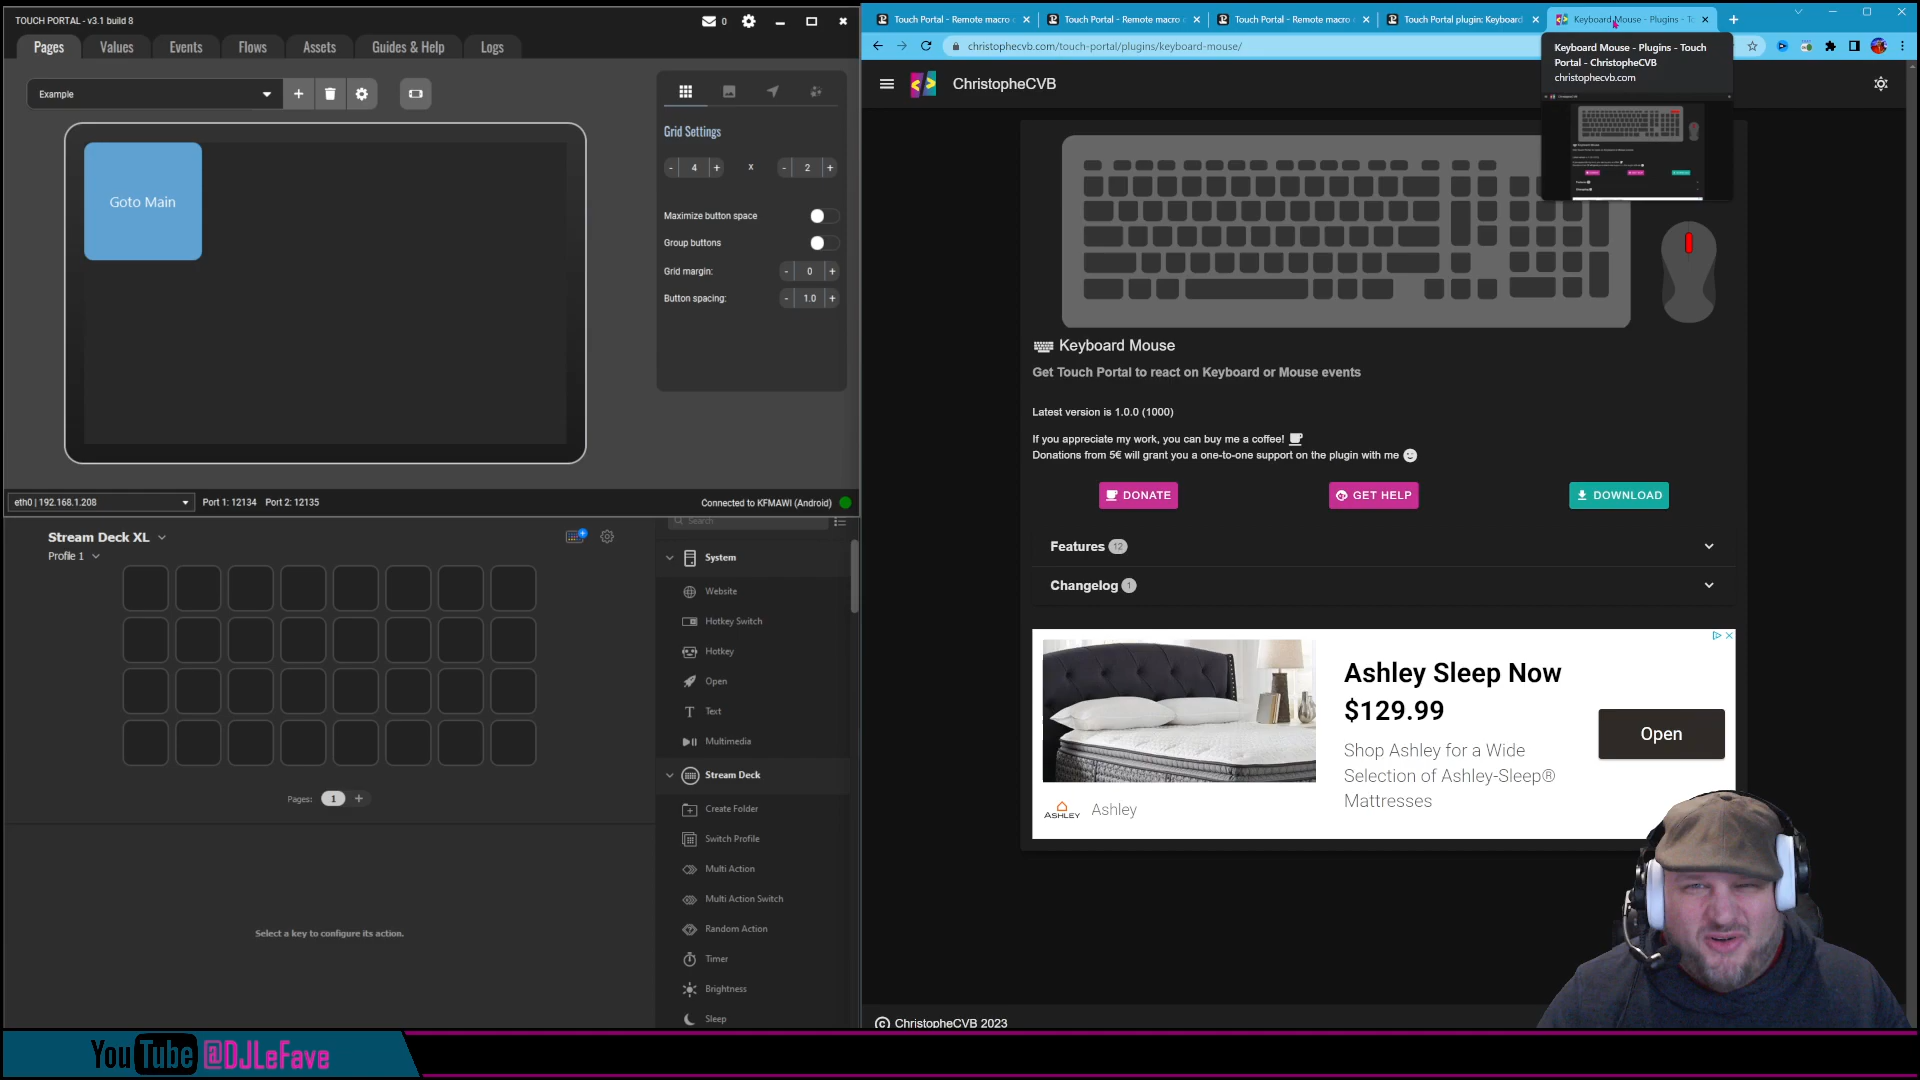 TOUCH PORTAL - v3.1 build 8
0
Pages
Values
Events
Flows
Assets
Guides & Help
Logs
Example
Goto Main
Grid Settings
- 4 +
x
- 2 +
Maximize button space
Group buttons
Grid margin:
- 0 +
Button spacing:
- 1.0 +
eth0 | 192.168.1.208
Port 1: 12134
Port 2: 12135
Connected to KFMAWI (Android)
Stream Deck XL
Profile 1
Pages:
1
+
Select a key to configure its action.
Search
System
Website
Hotkey Switch
Hotkey
Open
Text
Multimedia
Stream Deck
Create Folder
Switch Profile
Multi Action
Multi Action Switch
Random Action
Timer
Brightness
Sleep
Touch Portal - Remote macro
Touch Portal - Remote macro
Touch Portal - Remote macro
Touch Portal plugin: Keyboard
Keyboard Mouse - Plugins - To
christophecvb.com/touch-portal/plugins/keyboard-mouse/
Keyboard Mouse - Plugins - Touch
Portal - ChristopheCVB
christophecvb.com
ChristopheCVB
Keyboard Mouse
Get Touch Portal to react on Keyboard or Mouse events
Latest version is 1.0.0 (1000)
If you appreciate my work, you can buy me a coffee!
Donations from 5€ will grant you a one-to-one support on the plugin with me
DONATE
GET HELP
DOWNLOAD
Features 12
Changelog 1
Ashley Sleep Now
$129.99
Shop Ashley for a Wide
Selection of Ashley-Sleep®
Mattresses
Open
ASHLEY
Ashley
© ChristopheCVB 2023
YouTube @DJLeFave